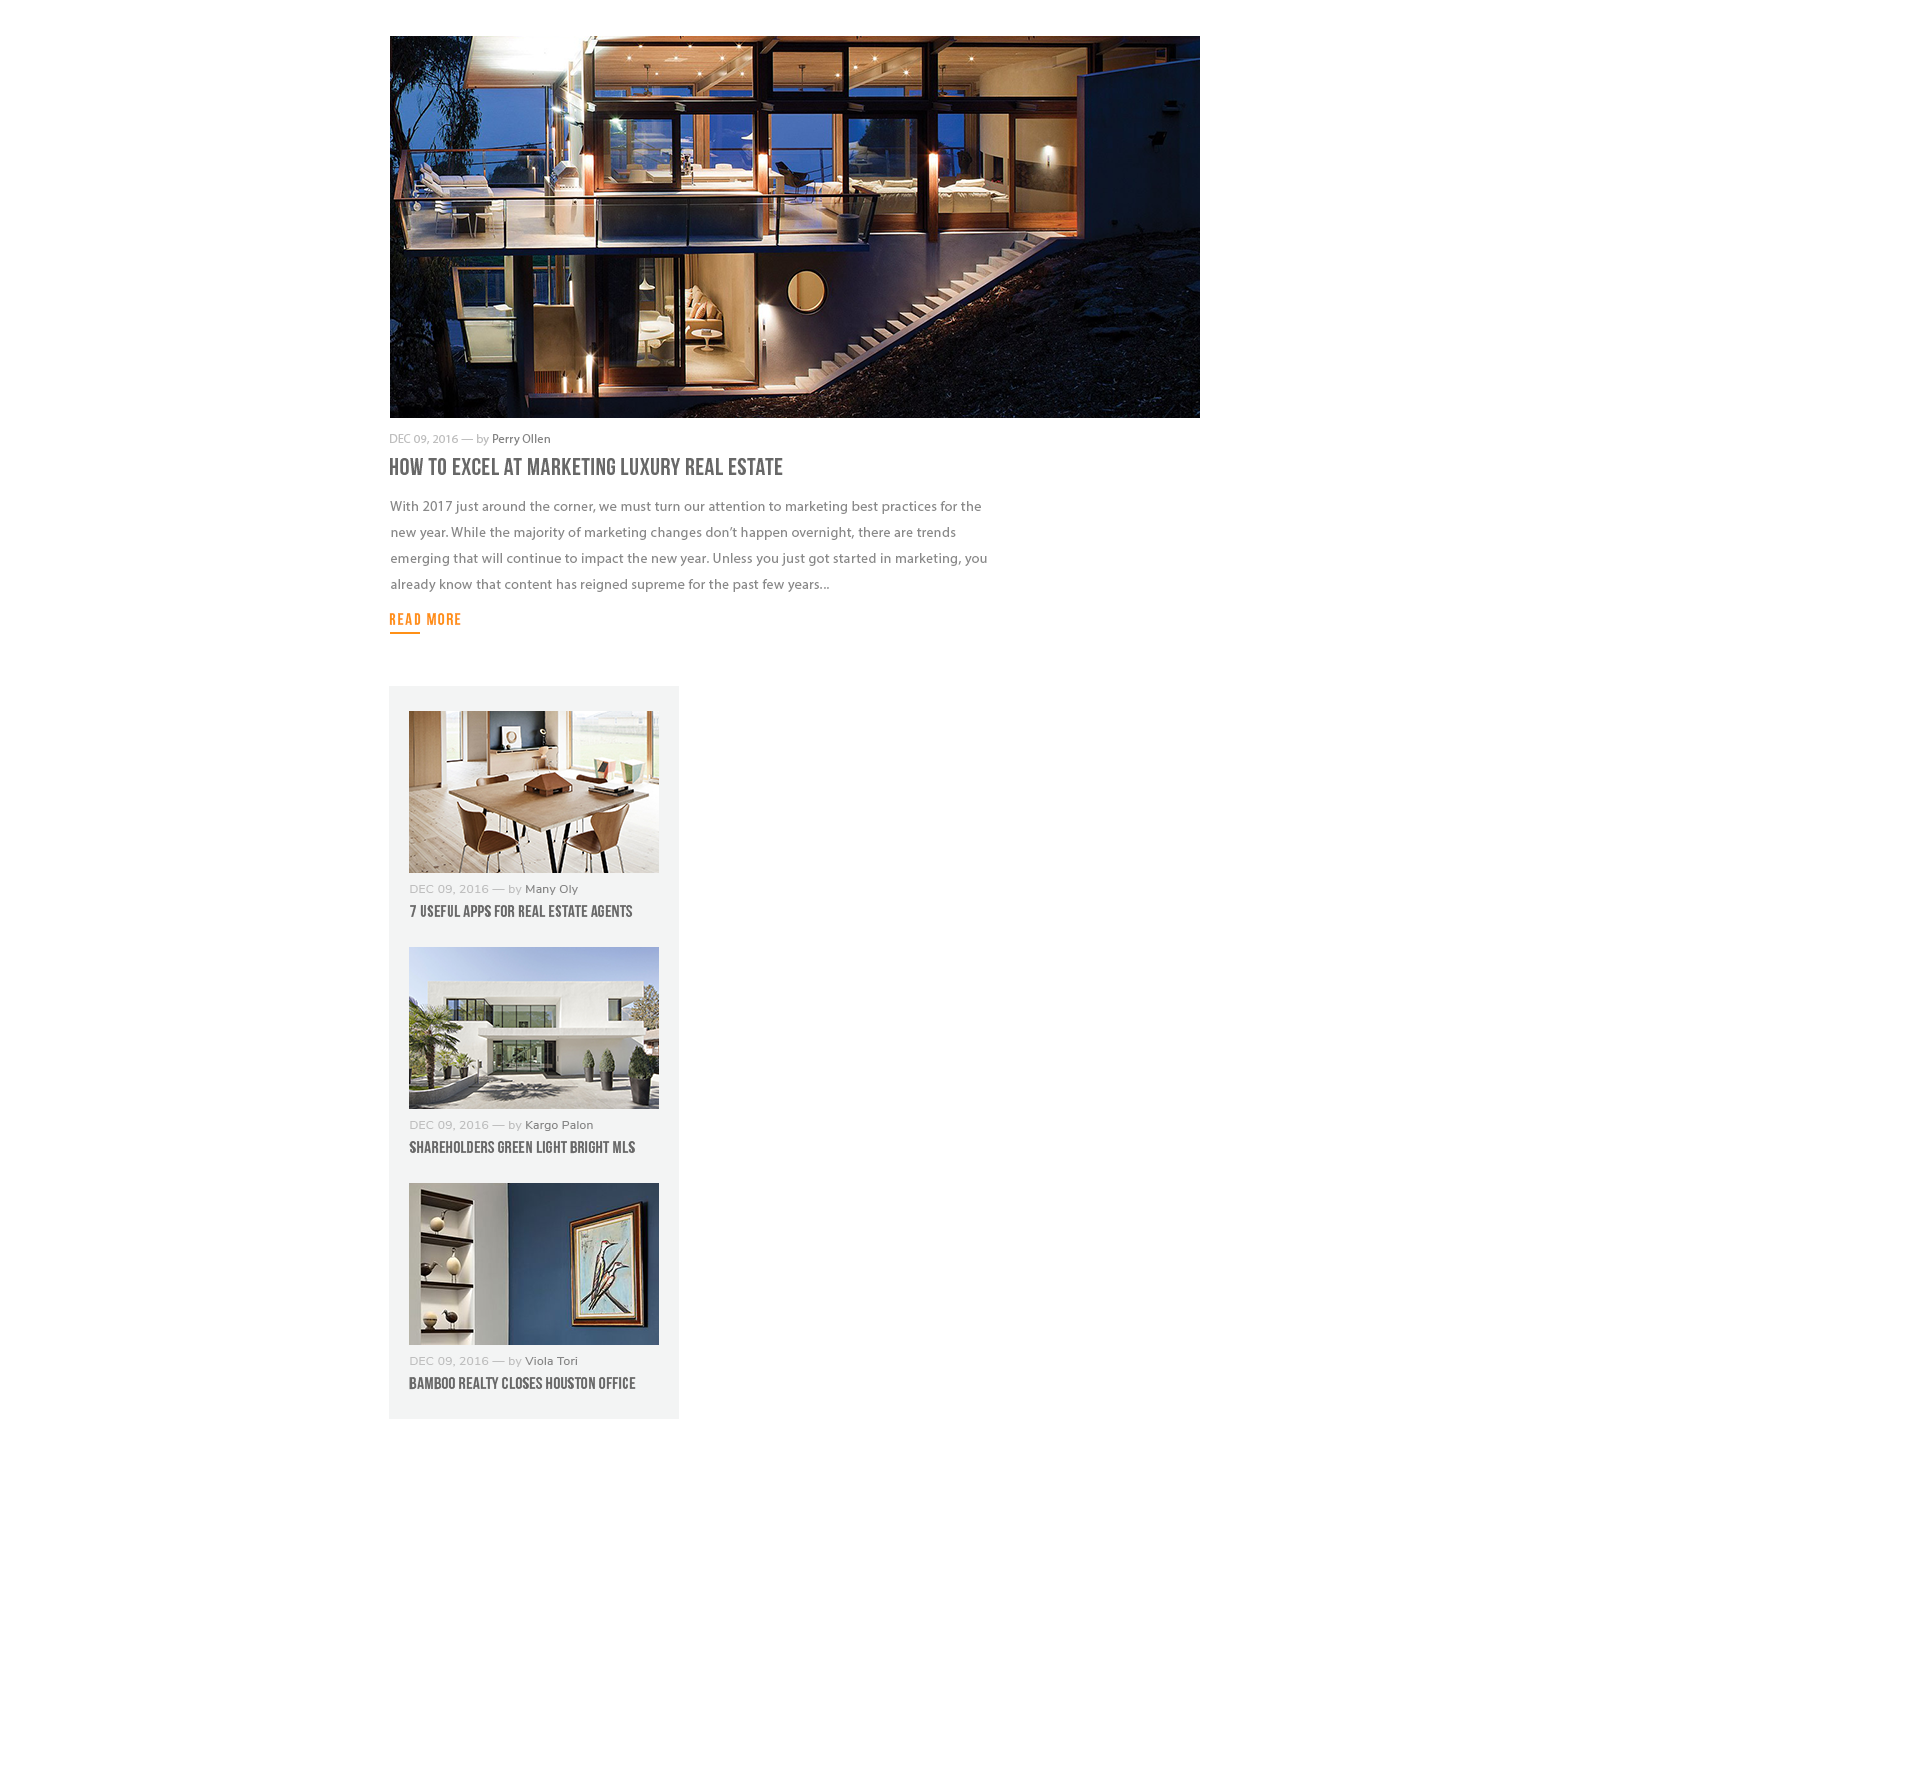 DEC 09, 2016 — by Perry Ollen
HOW TO EXCEL AT MARKETING LUXURY REAL ESTATE
With 2017 just around the corner, we must turn our attention to marketing best practices for the
new year. While the majority of marketing changes don’t happen overnight, there are trends
emerging that will continue to impact the new year. Unless you just got started in marketing, you
already know that content has reigned supreme for the past few years...
READ MORE
DEC 09, 2016 — by Many Oly
7 USEFUL APPS FOR REAL ESTATE AGENTS
DEC 09, 2016 — by Kargo Palon
SHAREHOLDERS GREEN LIGHT BRIGHT MLS
DEC 09, 2016 — by Viola Tori
BAMBOO REALTY CLOSES HOUSTON OFFICE